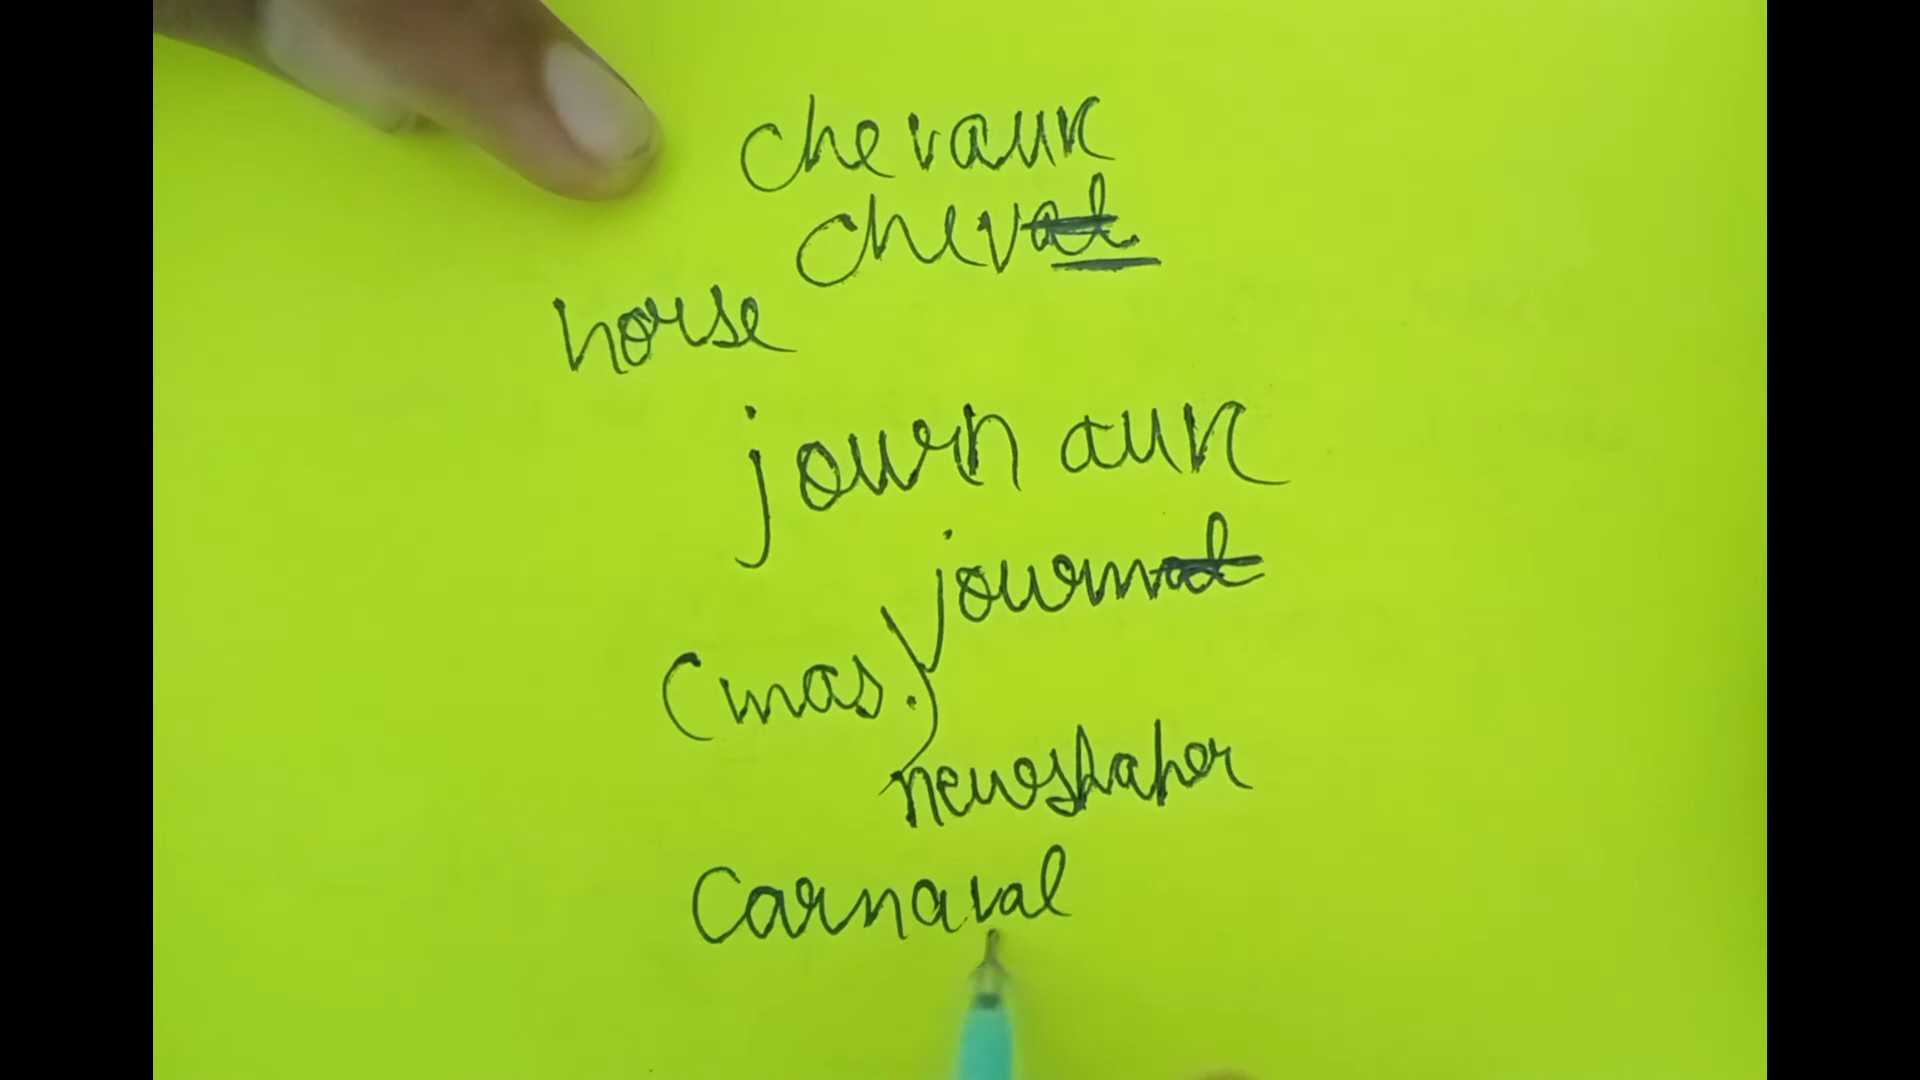 chevaux
cheval
horse
journaux
journal
(mas.)
newspaper
Carnaval